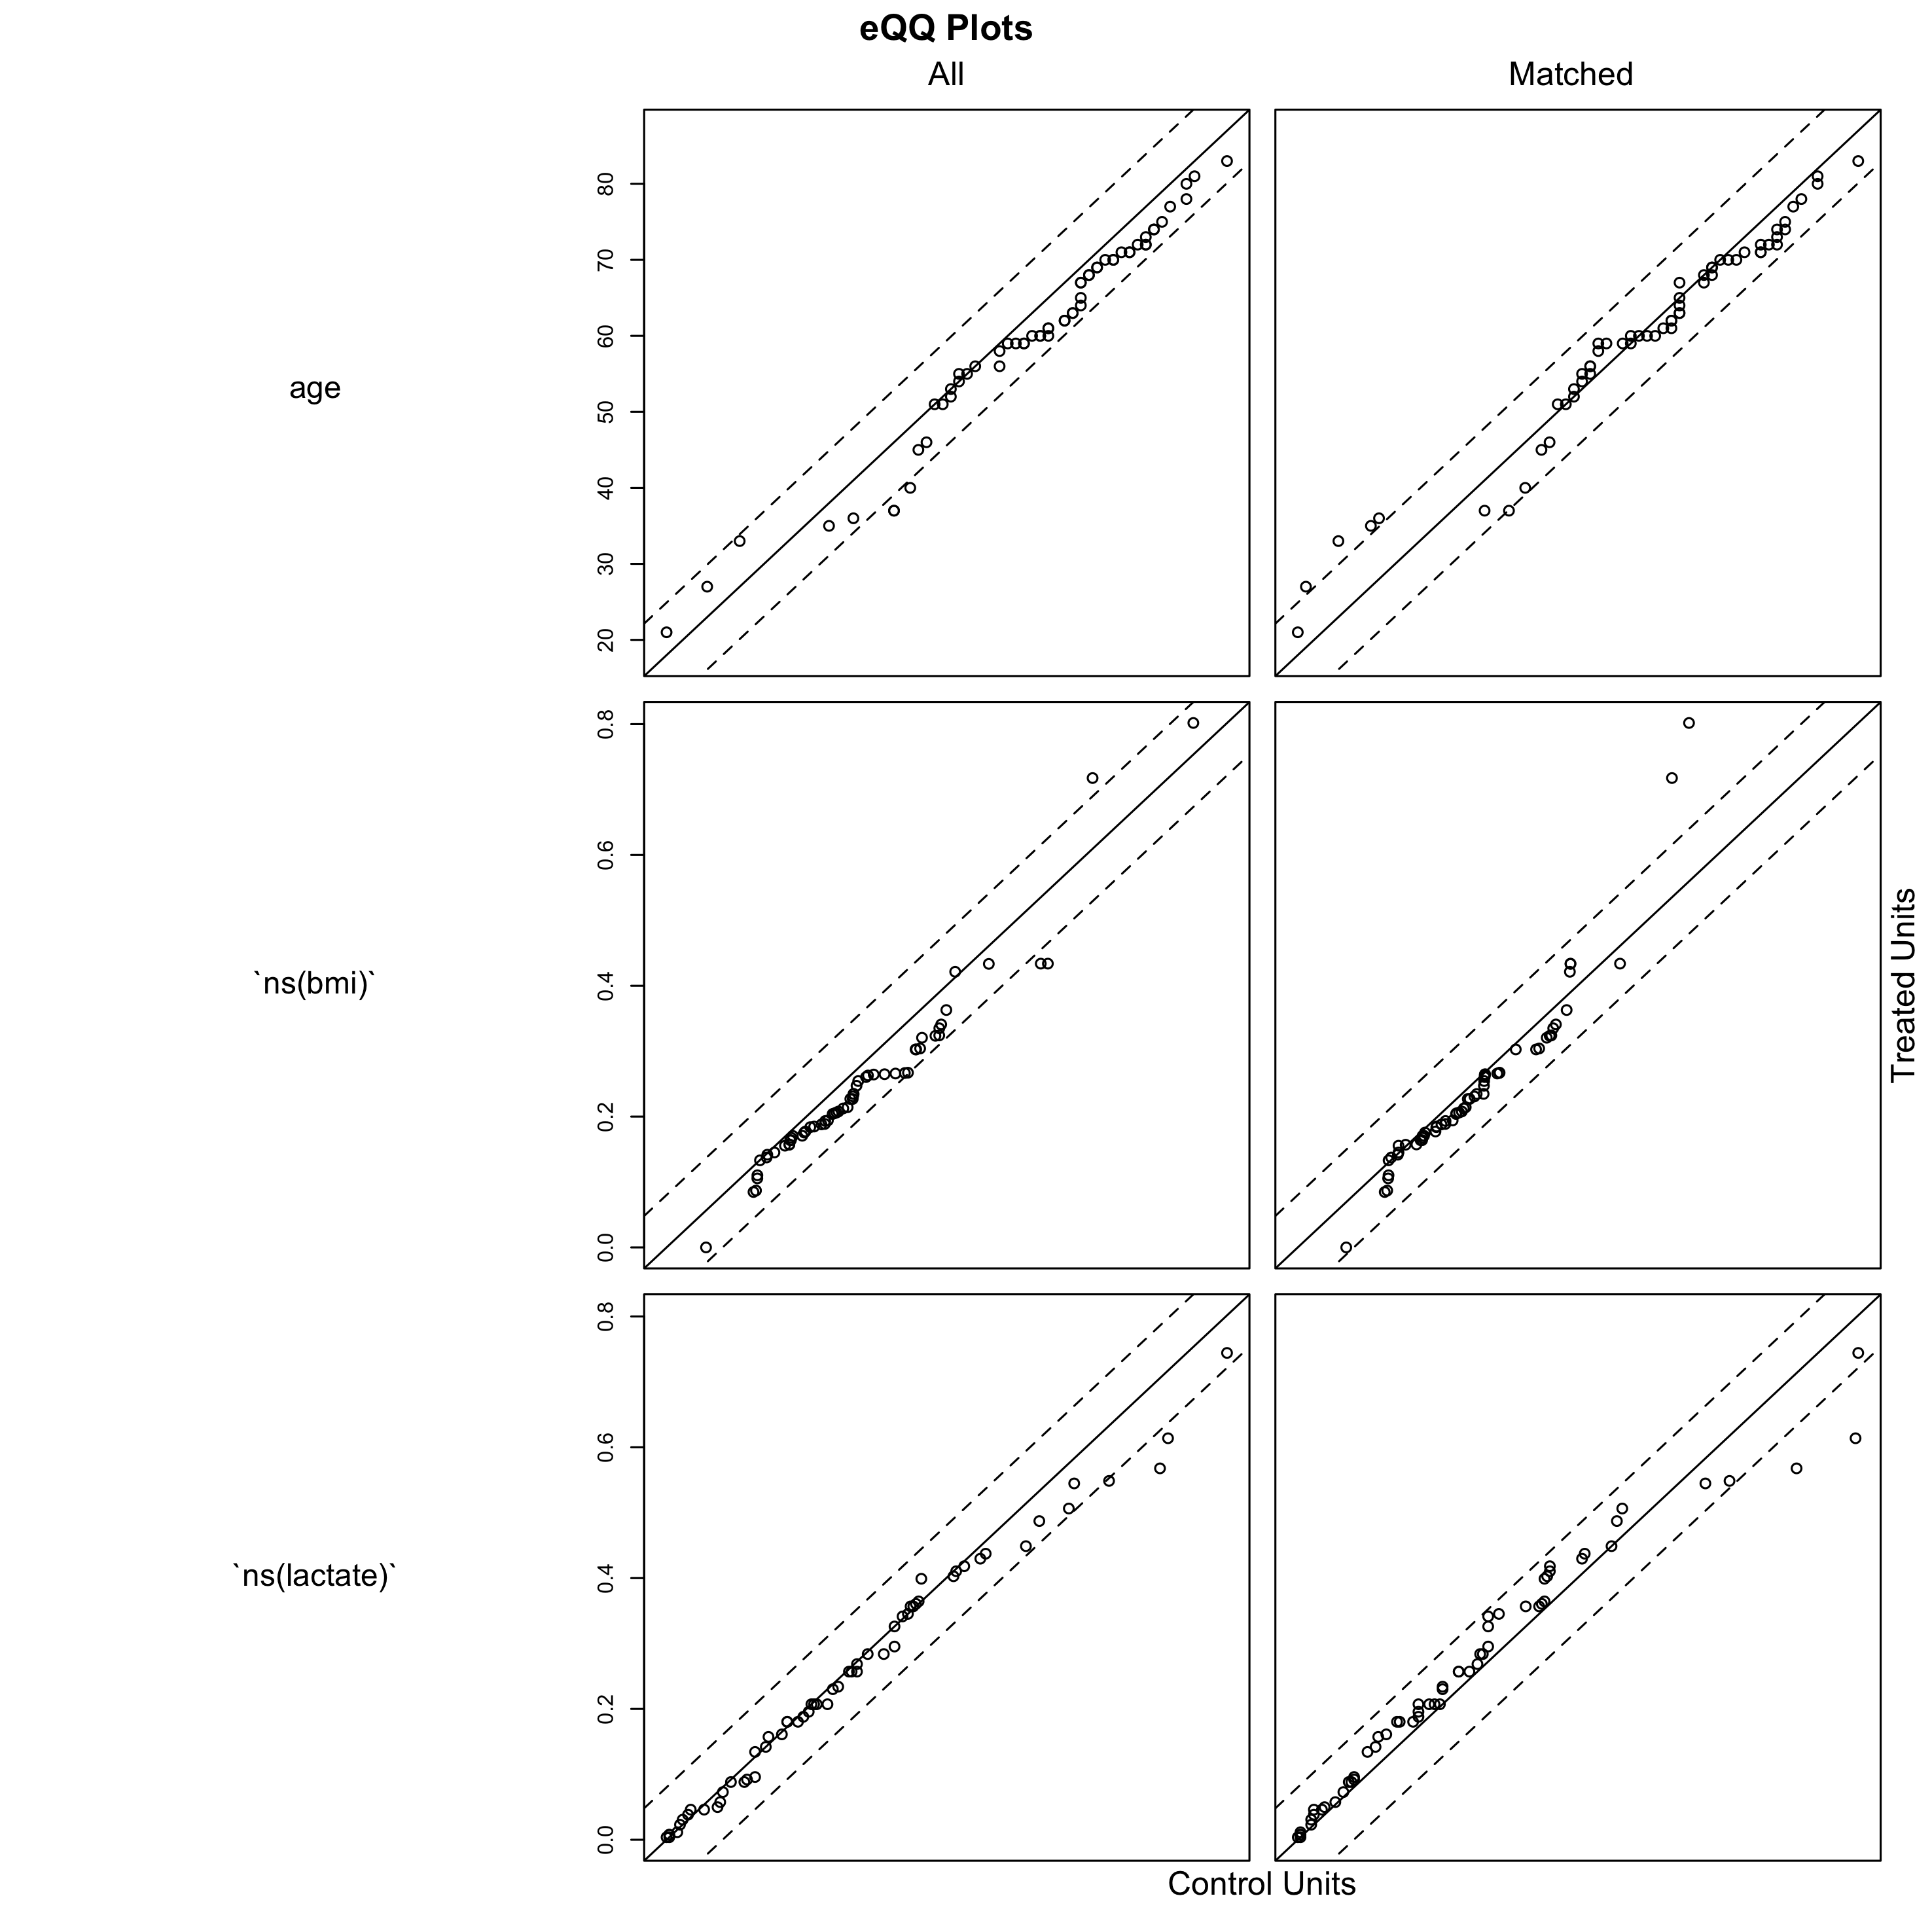 eQQ Plots
All Matched
age
80
70
60
50
40
30
20
`ns(bmi)`
0.8
0.6
0.4
0.2
0.0
Treated Units
`ns(lactate)`
0.8
0.6
0.4
0.2
0.0
Control Units